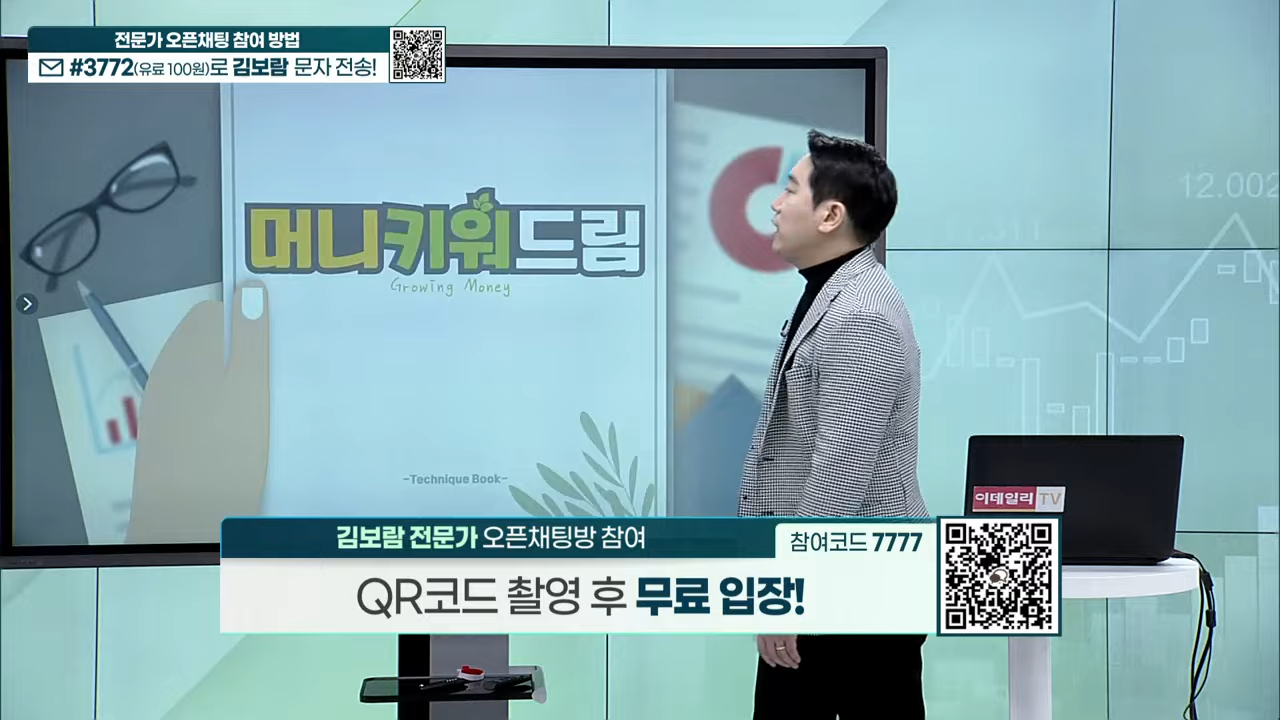 전문가 오픈채팅 참여 방법
#3772(유료 100원)로 김보람 문자 전송!
12.002
머니키워드림
Growing Money
-Technique Book-
이데일리TV
김보람 전문가 오픈채팅방 참여
참여코드 7777
QR코드 촬영 후 무료 입장!